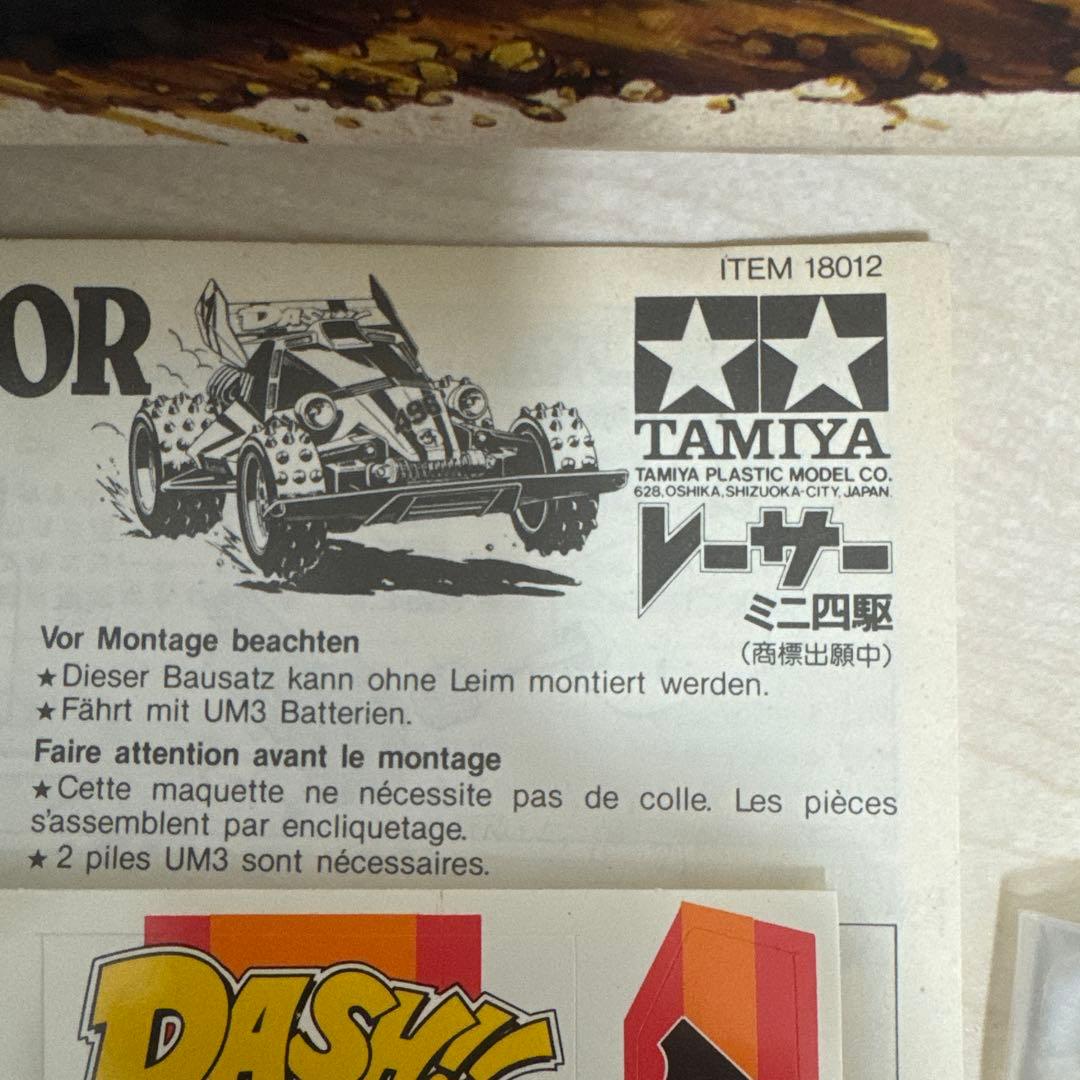 ITEM 18012
OR
DASH!!
496
TAMIYA
TAMIYA PLASTIC MODEL CO.
628, OSHIKA, SHIZUOKA-CITY, JAPAN.
レーサー
ミニ四駆
(商標出願中)
Vor Montage beachten
★Dieser Bausatz kann ohne Leim montiert werden.
★Fährt mit UM3 Batterien.
Faire attention avant le montage
★Cette maquette ne nécessite pas de colle. Les pièces
s'assemblent par encliquetage.
★2 piles UM3 sont nécessaires.
DASH!!